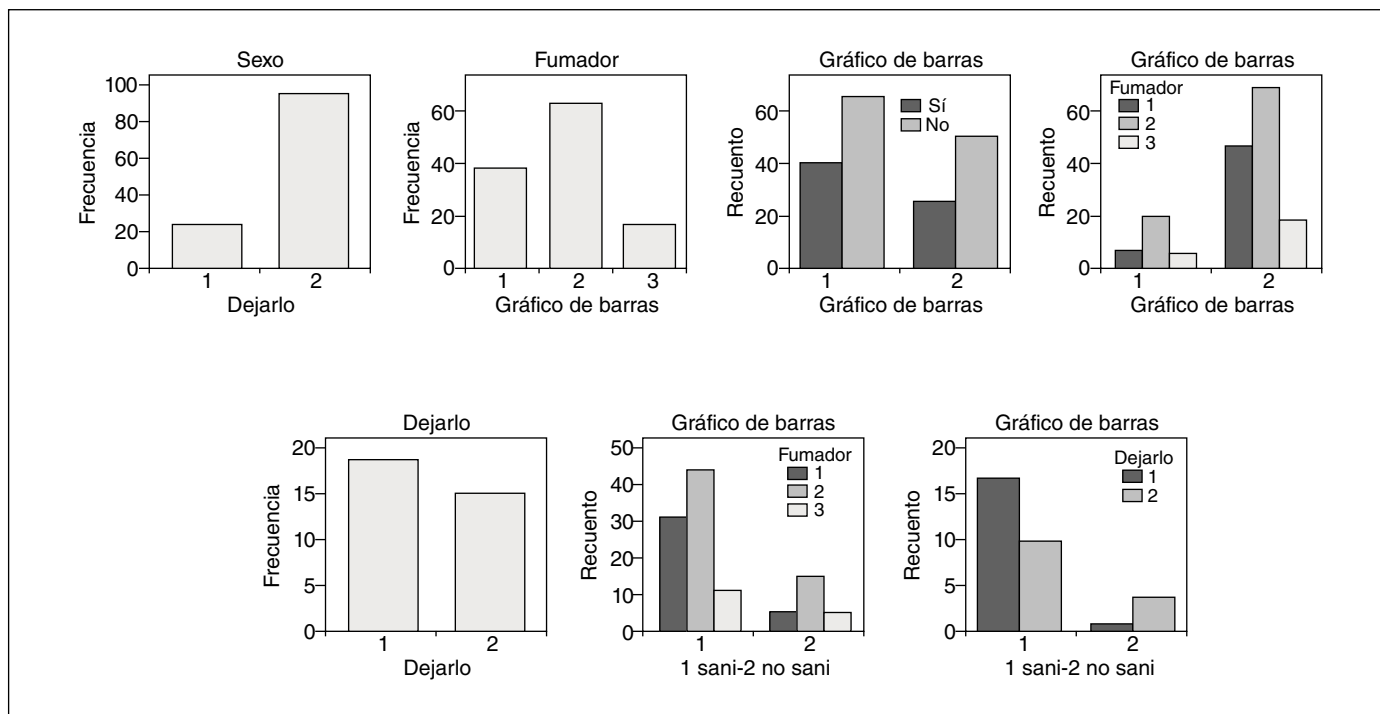 Sexo
Frecuencia
100
80
60
40
20
0
1 2
Dejarlo
Fumador
Frecuencia
60
40
20
0
1 2 3
Gráfico de barras
Gráfico de barras
Recuento
60
40
20
0
Sí
No
1 2
Gráfico de barras
Gráfico de barras
Recuento
60
40
20
0
Fumador
1
2
3
1 2
Gráfico de barras
Dejarlo
Frecuencia
20
15
10
5
0
1 2
Dejarlo
Gráfico de barras
Recuento
50
40
30
20
10
0
Fumador
1
2
3
1 2
1 sani-2 no sani
Gráfico de barras
Recuento
20
15
10
5
0
Dejarlo
1
2
1 2
1 sani-2 no sani